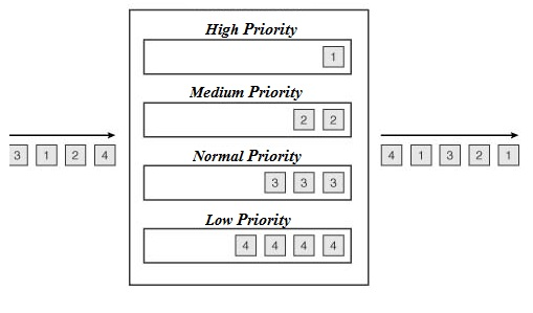 High Priority
1
Medium Priority
2 2
3 1 2 4
Normal Priority
4 1 3 2 1
3 3 3
Low Priority
4 4 4 4